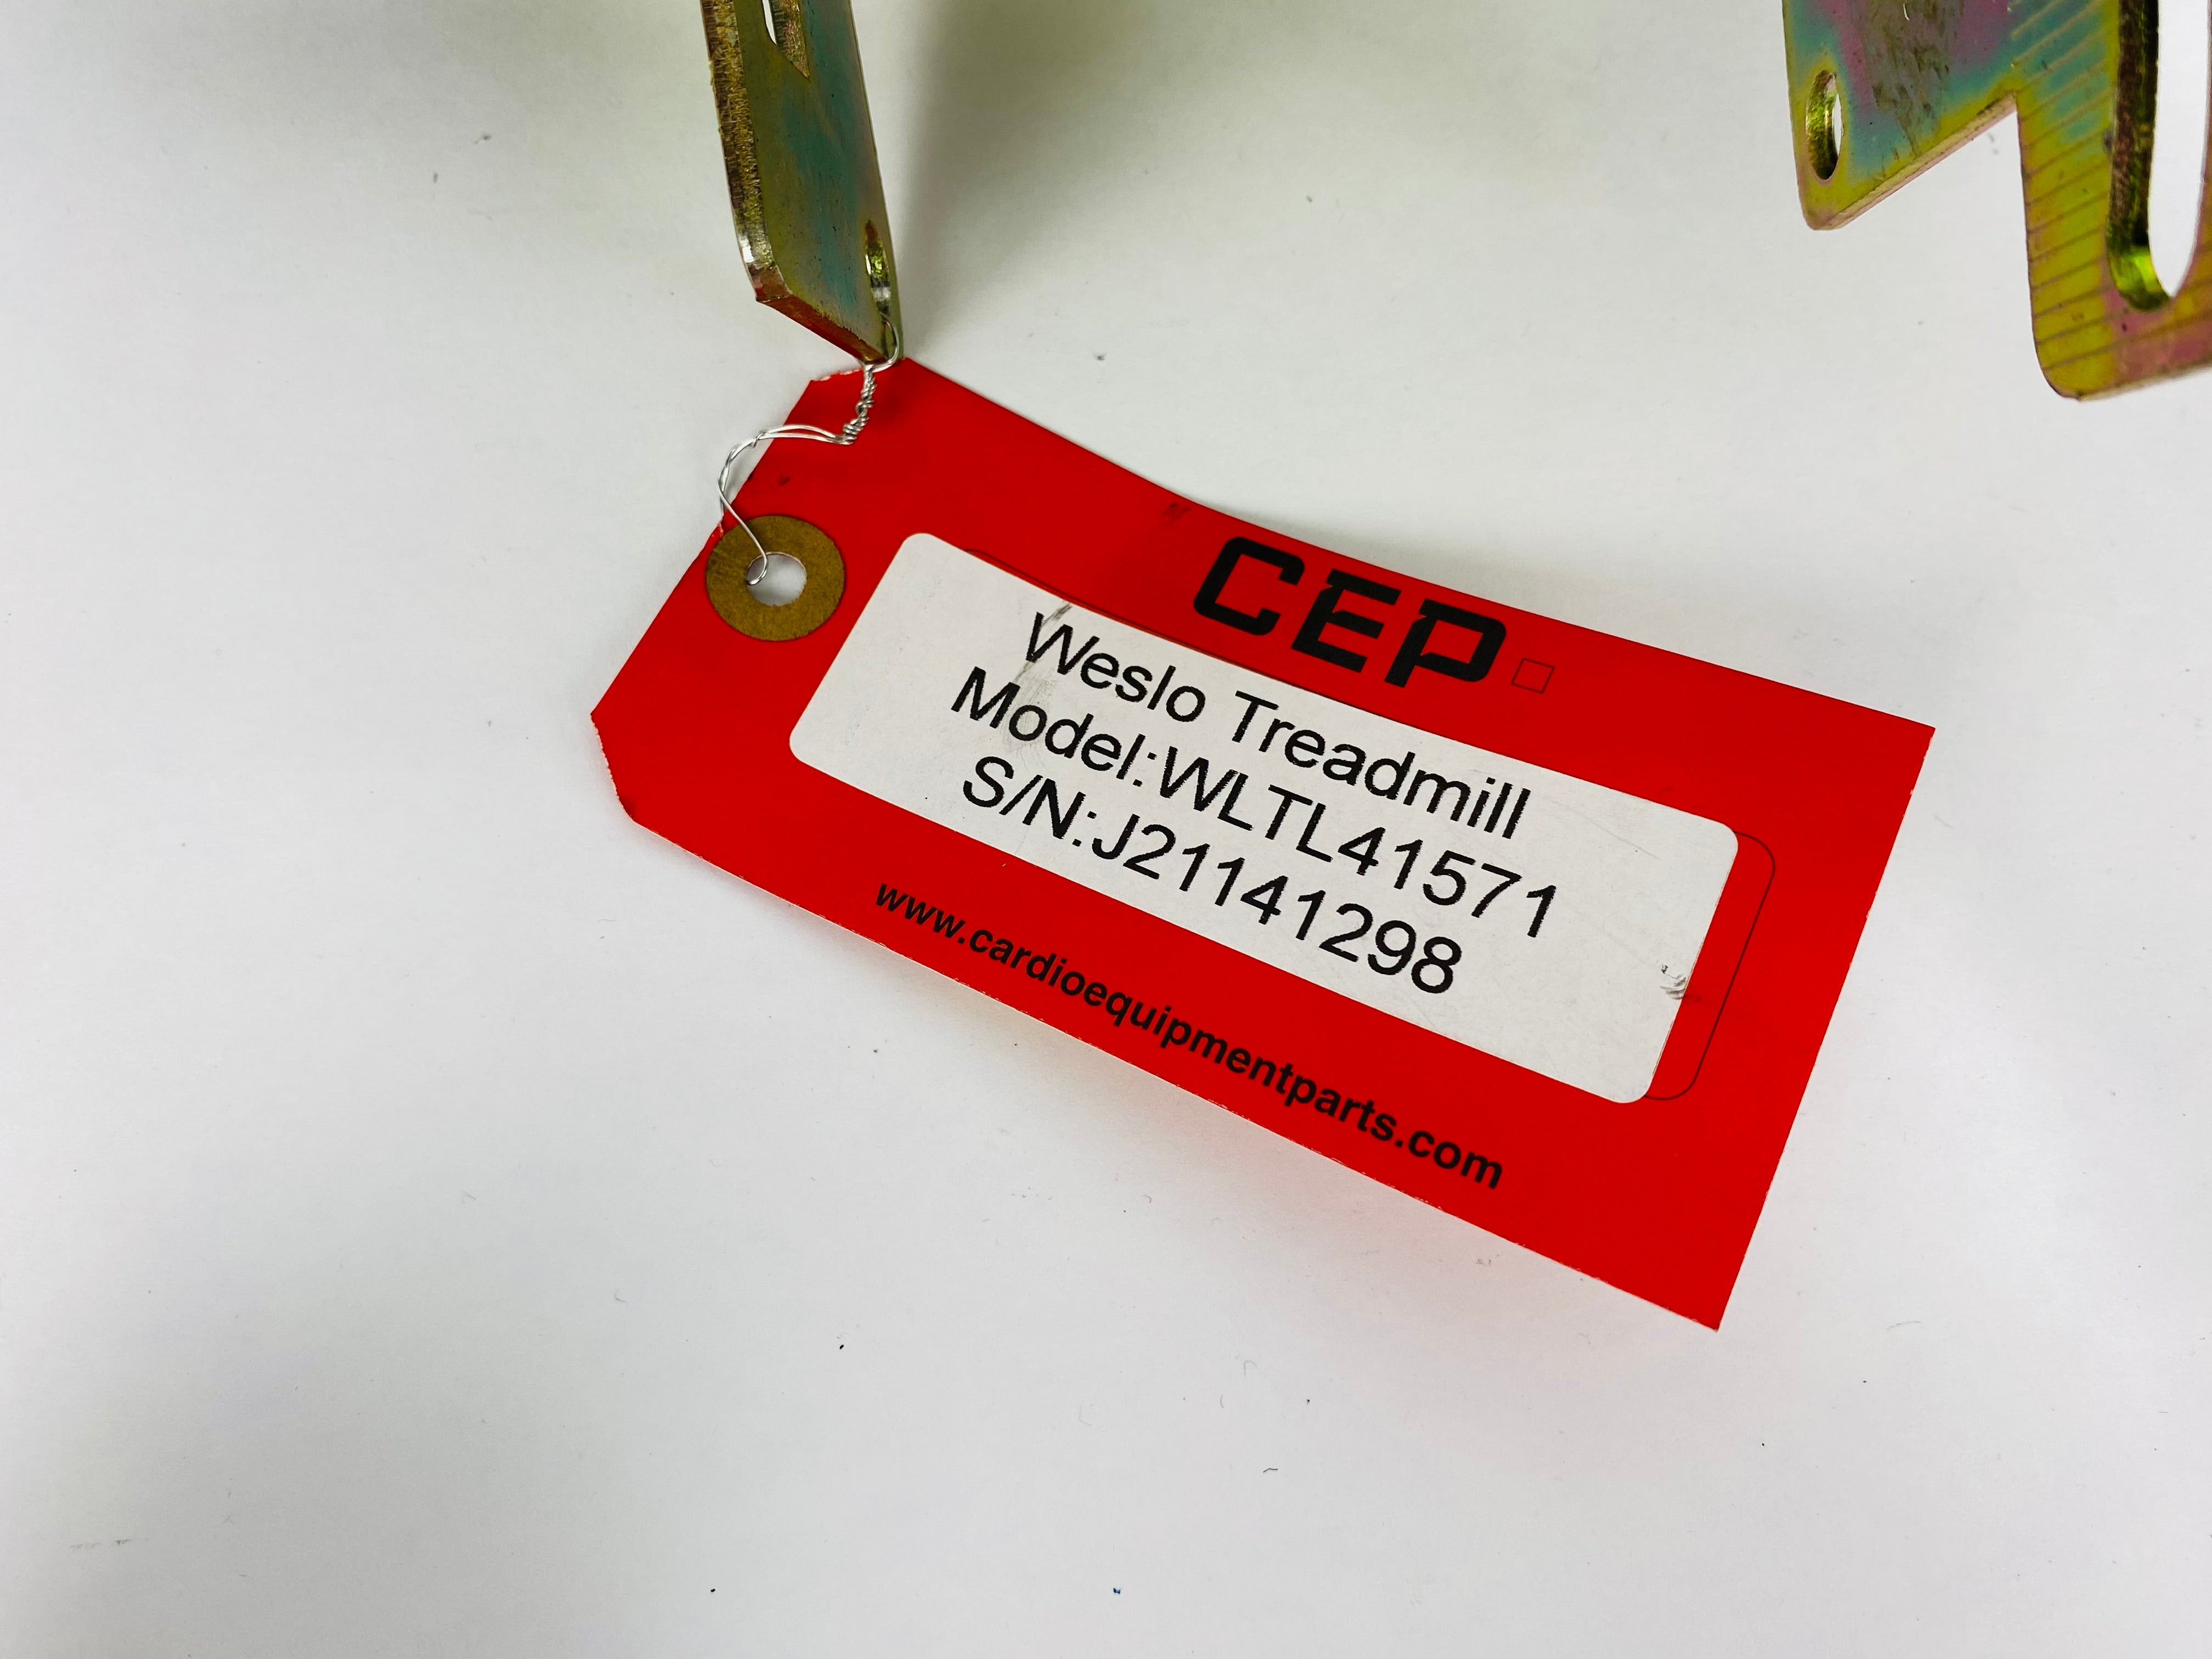 CEP
Weslo Treadmill
Model:WLTL41571
S/N:J21141298
www.cardioequipmentparts.com